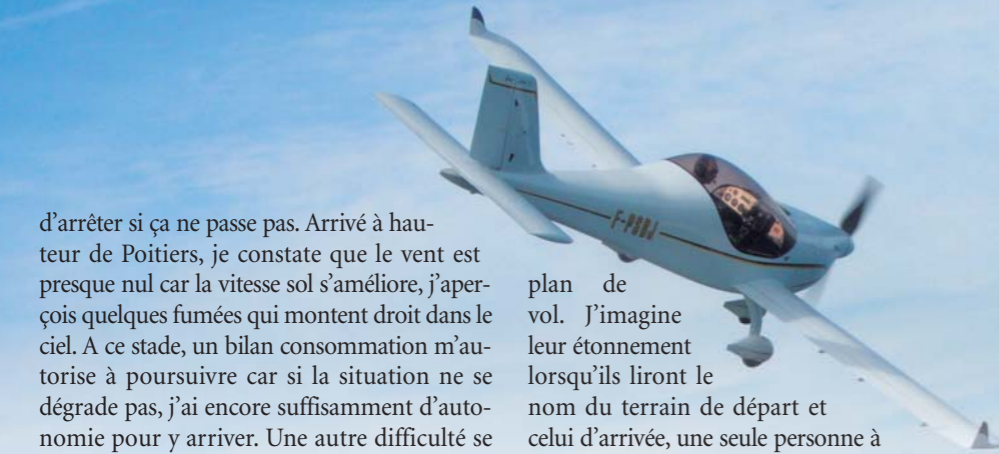 d'arrêter si ça ne passe pas. Arrivé à hau-
teur de Poitiers, je constate que le vent est
presque nul car la vitesse sol s'améliore, j'aper-
çois quelques fumées qui montent droit dans le
ciel. A ce stade, un bilan consommation m'au-
torise à poursuivre car si la situation ne se
dégrade pas, j'ai encore suffisamment d'auto-
nomie pour y arriver. Une autre difficulté se
plan de
vol. J'imagine
leur étonnement
lorsqu'ils liront le
nom du terrain de départ et
celui d'arrivée, une seule personne à